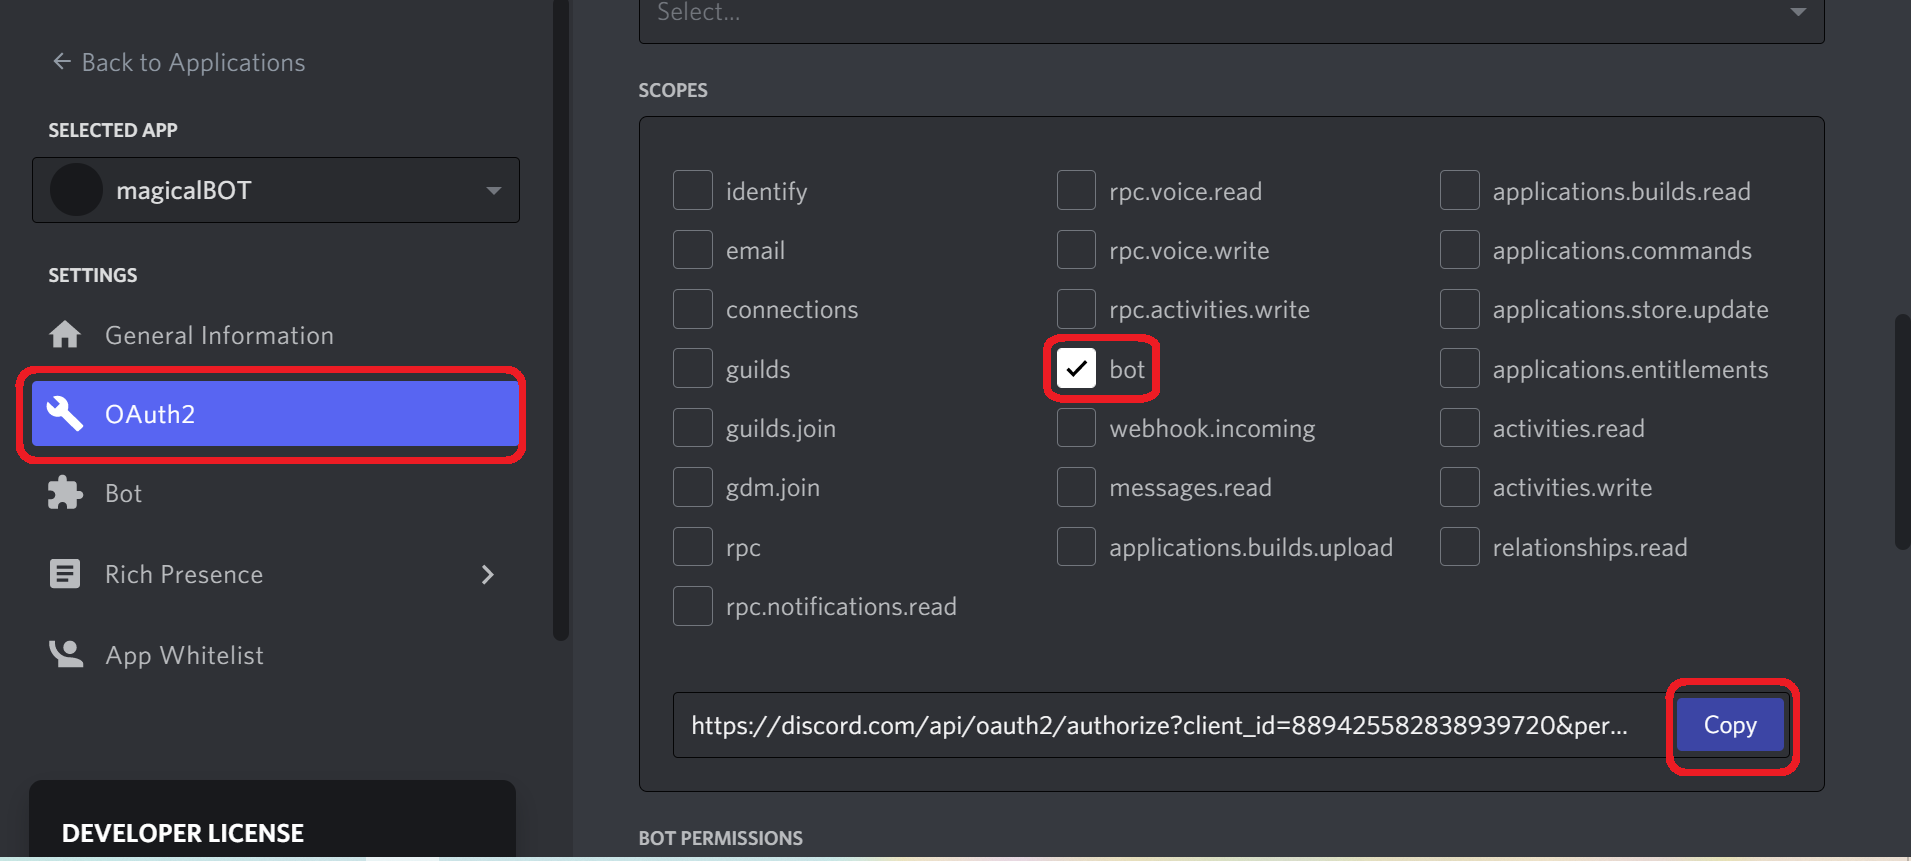 Back to Applications
SELECTED APP
magicalBOT
SETTINGS
General Information
OAuth2
Bot
Rich Presence
App Whitelist
DEVELOPER LICENSE
Select...
SCOPES
identify
email
connections
guilds
guilds.join
gdm.join
rpc
rpc.notifications.read
rpc.voice.read
rpc.voice.write
rpc.activities.write
bot
webhook.incoming
messages.read
applications.builds.upload
applications.builds.read
applications.commands
applications.store.update
applications.entitlements
activities.read
activities.write
relationships.read
https://discord.com/api/oauth2/authorize?client_id=889425582838939720&per...
Copy
BOT PERMISSIONS